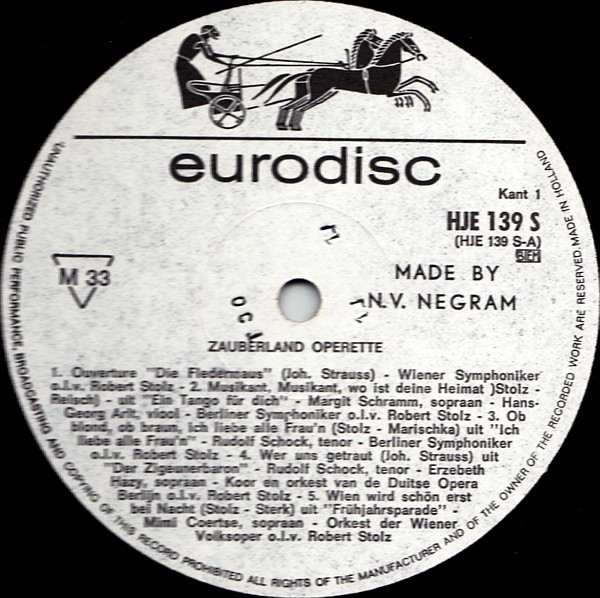 eurodisc
Kant 1
HJE 139 S
(HJE 139 S-A)
BIEM
M 33
MADE BY
N.V. NEGRAM
ZAUBERLAND OPERETTE
1. Ouverture "Die Fledermaus" (Joh. Strauss) - Wiener Symphoniker
o.l.v. Robert Stolz - 2. Musikant, Musikant, wo ist deine Heimat )Stolz -
Reisch) - uit "Ein Tango für dich" - Margit Schramm, sopraan - Hans-
Georg Arlt, viool - Berliner Symphoniker o.l.v. Robert Stolz - 3. Ob
blond, ob braun, ich liebe alle Frau'n (Stolz - Marischka) uit "Ich
liebe alle Frau'n" - Rudolf Schock, tenor - Berliner Symphoniker
o.l.v. Robert Stolz - 4. Wer uns getraut (Joh. Strauss) uit
"Der Zigeunerbaron" - Rudolf Schock, tenor - Erzebeth
Hazy, sopraan - Koor en orkest van de Duitse Opera
Berlijn o.l.v. Robert Stolz - 5. Wien wird schön erst
bei Nacht (Stolz - Sterk) uit "Frühjahrsparade" -
Mimi Coertse, sopraan - Orkest der Wiener
Volksoper o.l.v. Robert Stolz
UNAUTHORIZED PUBLIC PERFORMANCE, BROADCASTING AND COPYING OF THIS RECORD PROHIBITED ALL RIGHTS OF THE MANUFACTURER AND OF THE OWNER OF THE RECORDED WORK ARE RESERVED. MADE IN HOLLAND